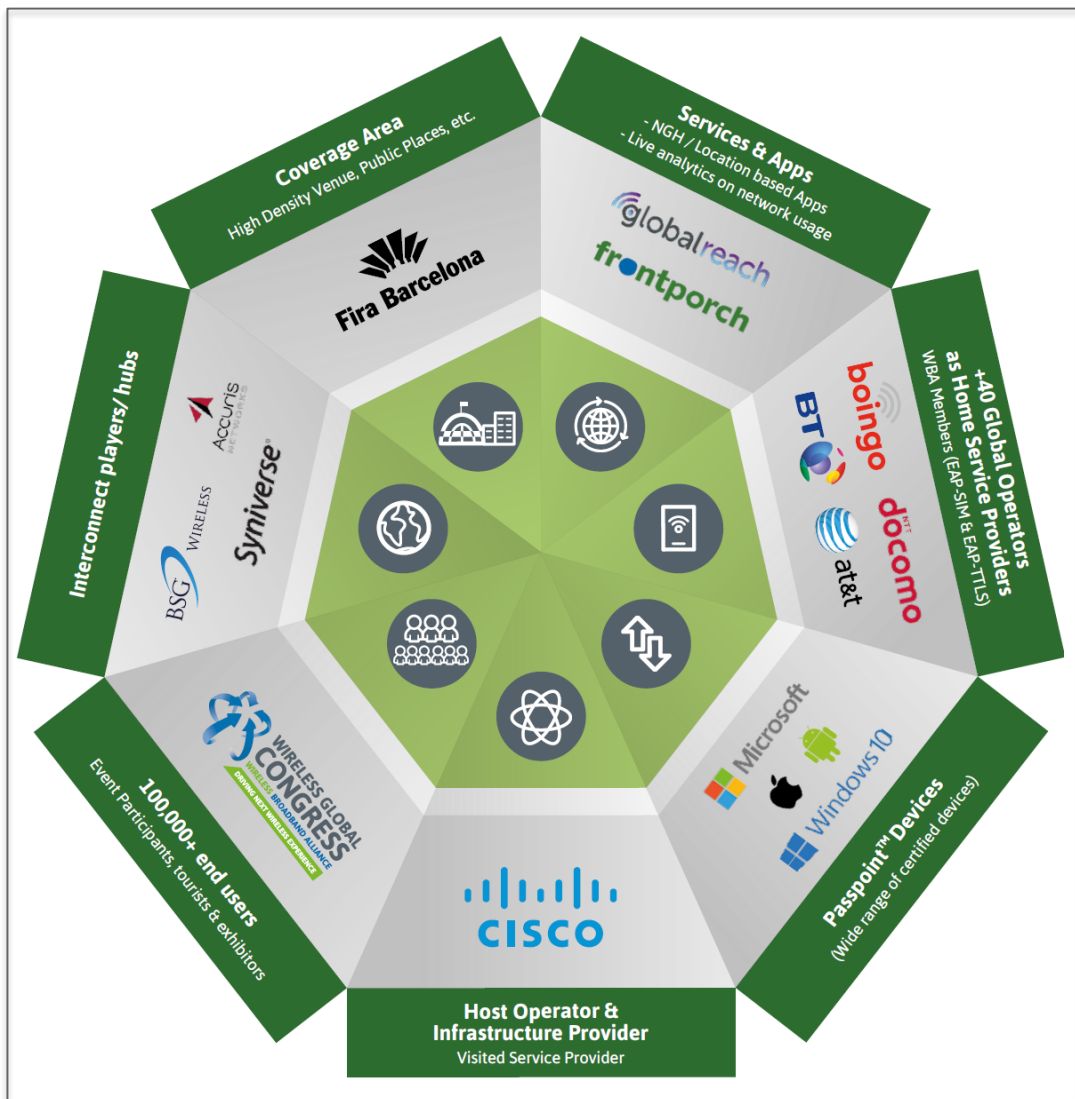 Coverage Area
High Density Venue, Public Places, etc.
Fira Barcelona
Services & Apps
- NGH / Location based Apps
- Live analytics on network usage
globalreach
frontporch
+40 Global Operators
as Home Service Providers
WBA Members (EAP-SIM & EAP-TTLS)
boingo
BT
NTT
docomo
at&t
Passpoint™ Devices
(Wide range of certified devices)
Microsoft
Windows 10
Host Operator &
Infrastructure Provider
Visited Service Provider
CISCO
100,000+ end users
Event Participants, tourists & exhibitors
WIRELESS GLOBAL
CONGRESS
WIRELESS BROADBAND ALLIANCE
DRIVING NEXT WIRELESS EXPERIENCE
Interconnect players/ hubs
Accuris
NETWORKS
BSG WIRELESS
Syniverse®